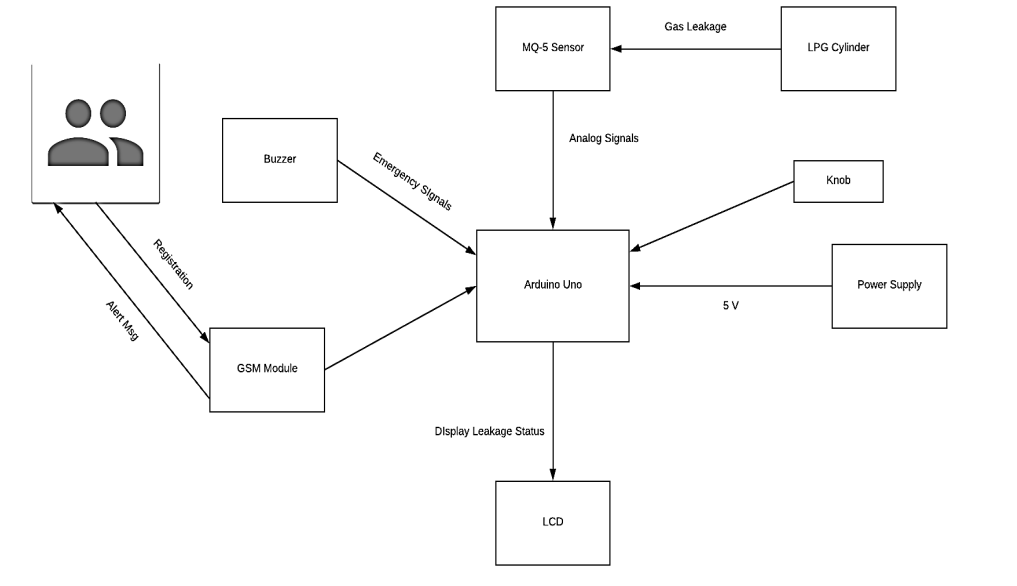 Gas Leakage
MQ-5 Sensor
LPG Cylinder
Analog Signals
Buzzer
Emergency SIgnals
Knob
Registration
Arduino Uno
Power Supply
5 V
Alert Msg
GSM Module
DIsplay Leakage Status
LCD